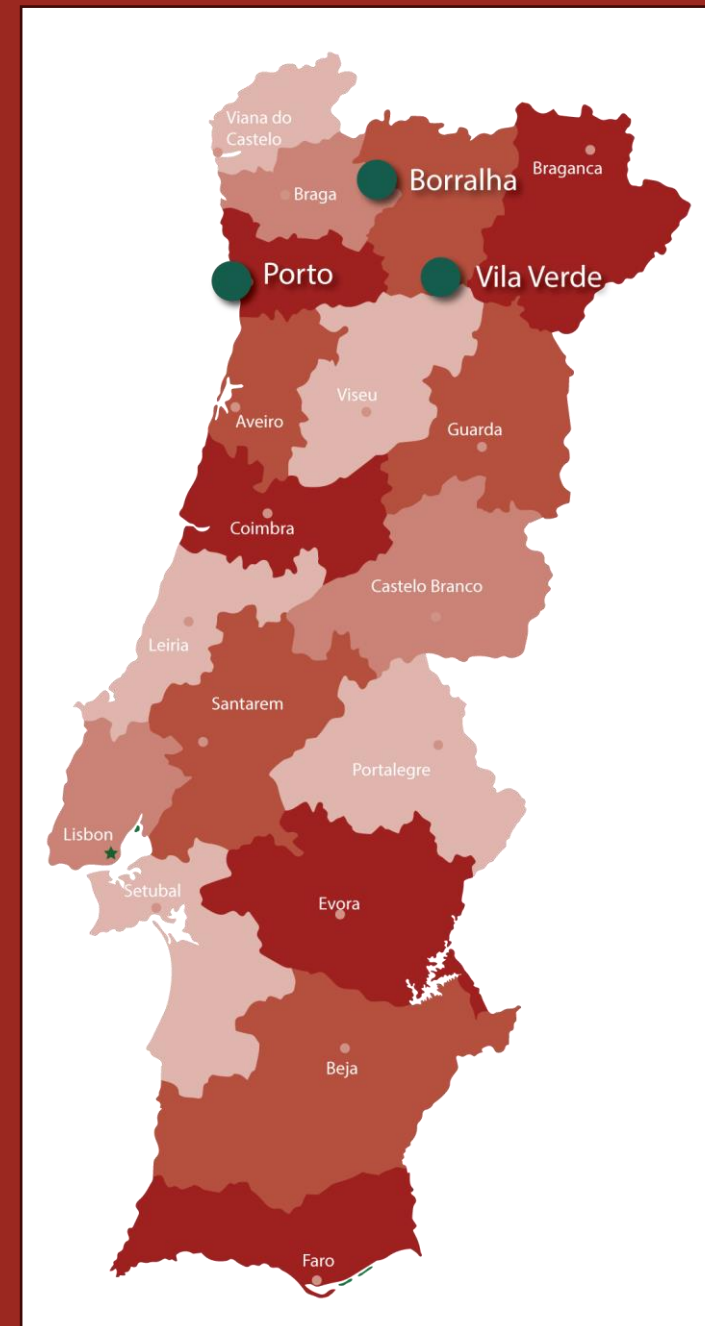 Viana do
Castelo
Braganca
Borralha
Braga
Porto
Vila Verde
Viseu
Aveiro
Guarda
Coimbra
Castelo Branco
Leiria
Santarem
Portalegre
Lisbon
Setubal
Evora
Beja
Faro